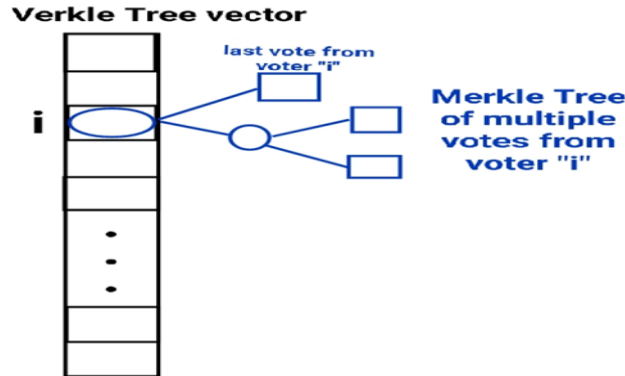 Verkle Tree vector
last vote from
voter "i"
i
Merkle Tree
of multiple
votes from
voter "i"